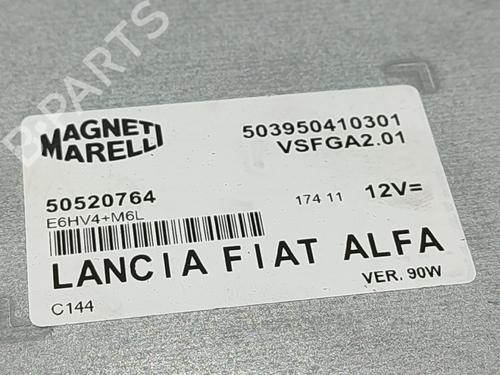 B-PARTS
MAGNETI
MARELLI
503950410301
VSFGA2.01
50520764
E6HV4+M6L
174 11
12V=
LANCIA FIAT ALFA
VER. 90W
C144